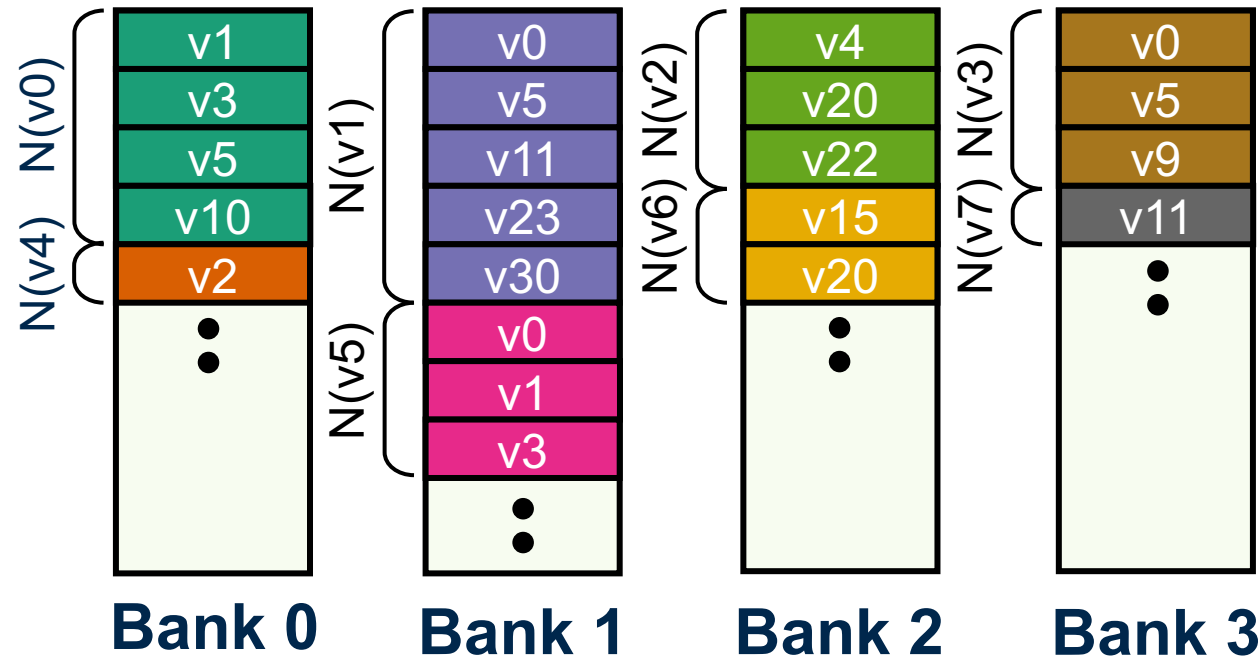 N(v0)
N(v4)
v1
v3
v5
v10
v2
Bank 0
N(v1)
N(v5)
v0
v5
v11
v23
v30
v0
v1
v3
Bank 1
N(v2)
N(v6)
v4
v20
v22
v15
v20
Bank 2
N(v3)
N(v7)
v0
v5
v9
v11
Bank 3